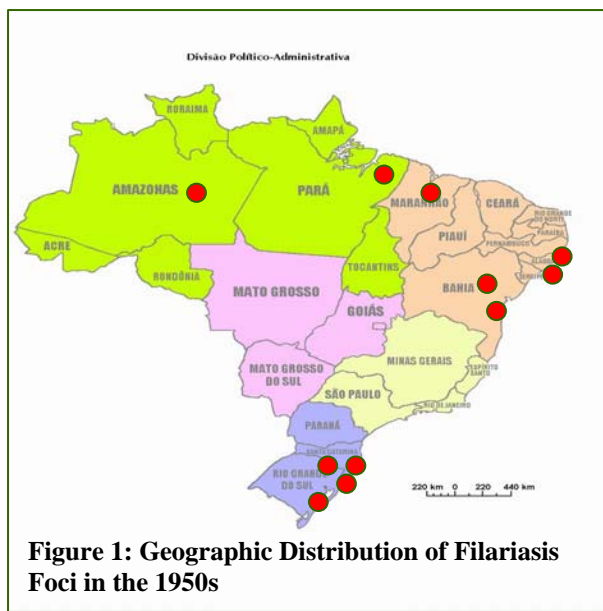 Divisão Político-Administrativa
RORAIMA
AMAPÁ
AMAZONAS
PARÁ
MARANHÃO
CEARÁ
RIO GRANDE
DO NORTE
PARAÍBA
PIAUÍ
PERNAMBUCO
ACRE
RONDÔNIA
TOCANTINS
BAHIA
MATO GROSSO
GOIÁS
MATO GROSSO
DO SUL
MINAS GERAIS
ESPÍRITO
SANTO
SÃO PAULO
RIO DE JANEIRO
PARANÁ
SANTA CATARINA
RIO GRANDE
DO SUL
220 km 0 220 440 km
Figure 1: Geographic Distribution of Filariasis
Foci in the 1950s